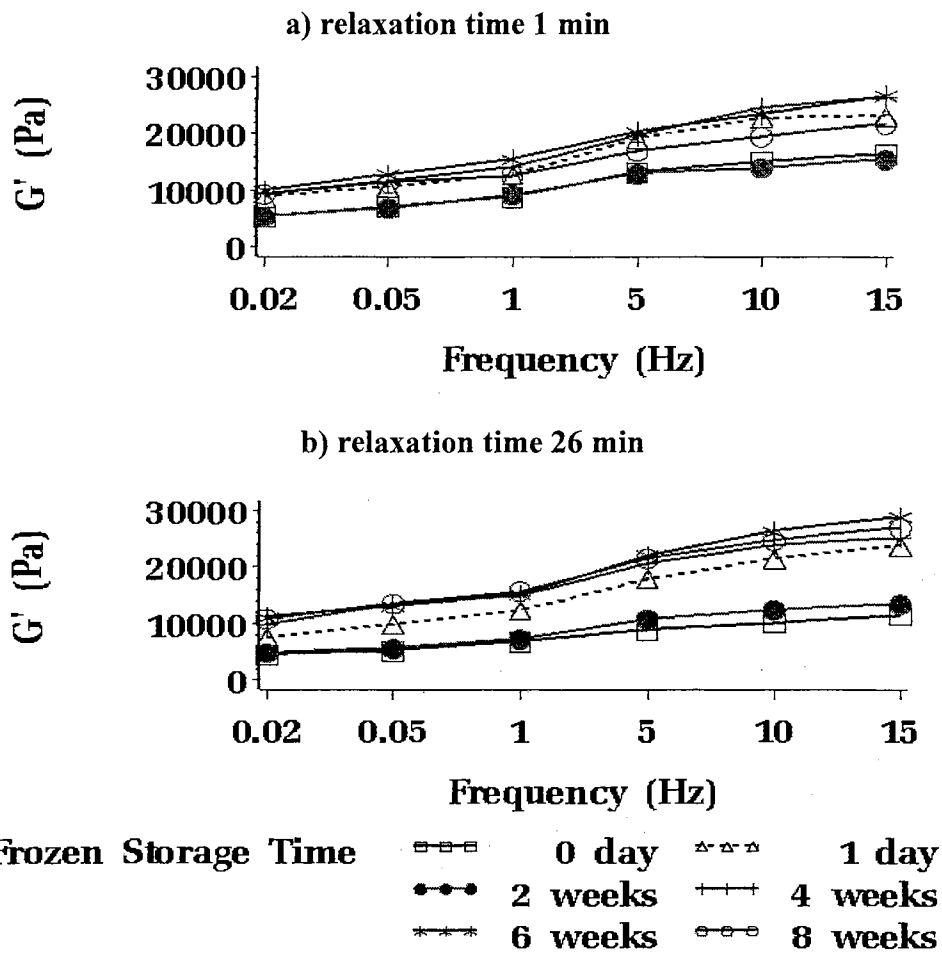 a) relaxation time 1 min
G' (Pa)
30000
20000
10000
0
0.02 0.05 1 5 10 15
Frequency (Hz)
b) relaxation time 26 min
G' (Pa)
30000
20000
10000
0
0.02 0.05 1 5 10 15
Frequency (Hz)
Frozen Storage Time 0 day 1 day
2 weeks 4 weeks
6 weeks 8 weeks